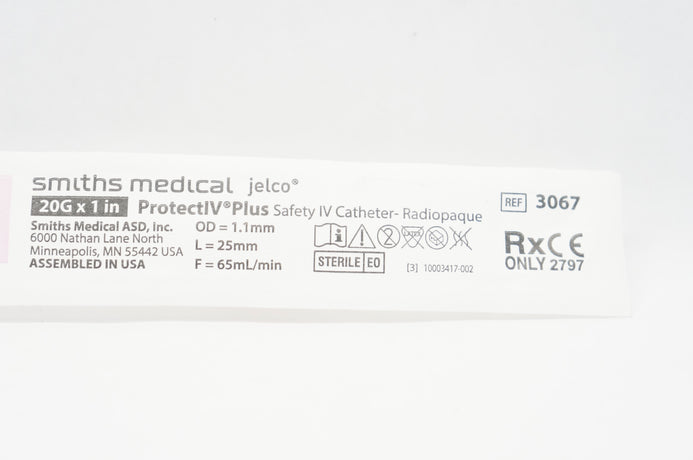 smiths medical jelco®
20G x 1 in ProtectIV®Plus Safety IV Catheter- Radiopaque
REF 3067
Smiths Medical ASD, Inc.
6000 Nathan Lane North
Minneapolis, MN 55442 USA
ASSEMBLED IN USA
OD = 1.1mm
L = 25mm
F = 65mL/min
i 2
STERILE EO
[3] 10003417-002
Rx CE
ONLY 2797